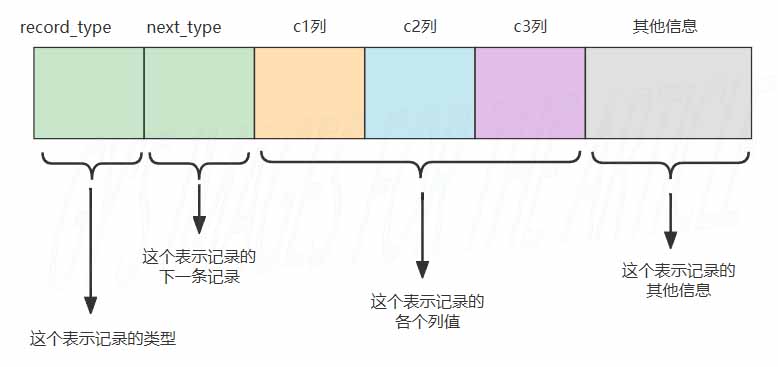 record_type next_type c1列 c2列 c3列 其他信息
这个表示记录的
下一条记录
这个表示记录的
其他信息
这个表示记录的
各个列值
这个表示记录的类型